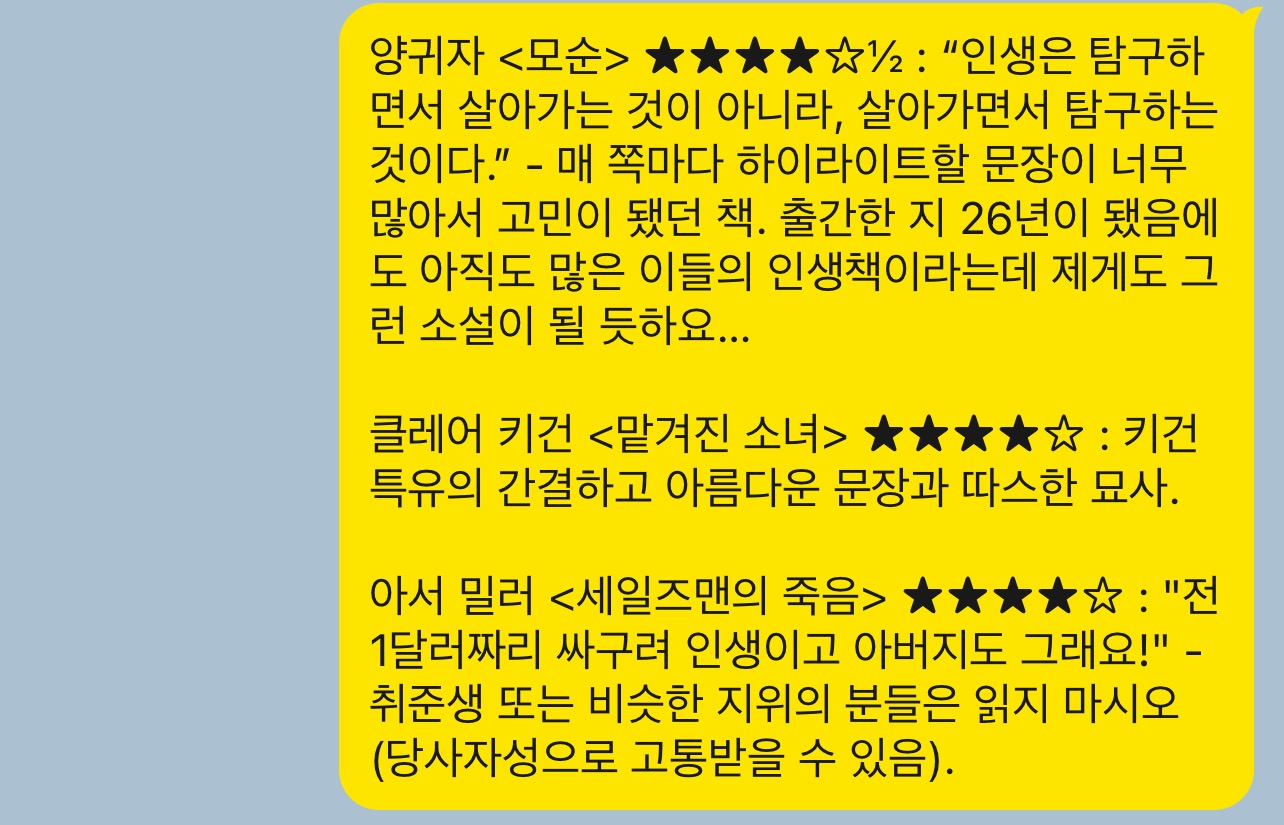 양귀자 <모순> ★★★★☆½ : “인생은 탐구하
면서 살아가는 것이 아니라, 살아가면서 탐구하는
것이다.” - 매 쪽마다 하이라이트할 문장이 너무
많아서 고민이 됐던 책. 출간한 지 26년이 됐음에
도 아직도 많은 이들의 인생책이라는데 제게도 그
런 소설이 될 듯하요...

클레어 키건 <맡겨진 소녀> ★★★★☆ : 키건
특유의 간결하고 아름다운 문장과 따스한 묘사.

아서 밀러 <세일즈맨의 죽음> ★★★★☆ : "전
1달러짜리 싸구려 인생이고 아버지도 그래요!" -
취준생 또는 비슷한 지위의 분들은 읽지 마시오
(당사자성으로 고통받을 수 있음).